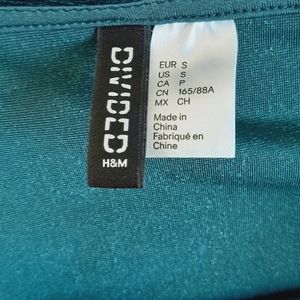 DIVIDED
H&M
EUR S
US S
CA P
CN 165/88A
MX CH
Made in
China
Fabriqué en
Chine